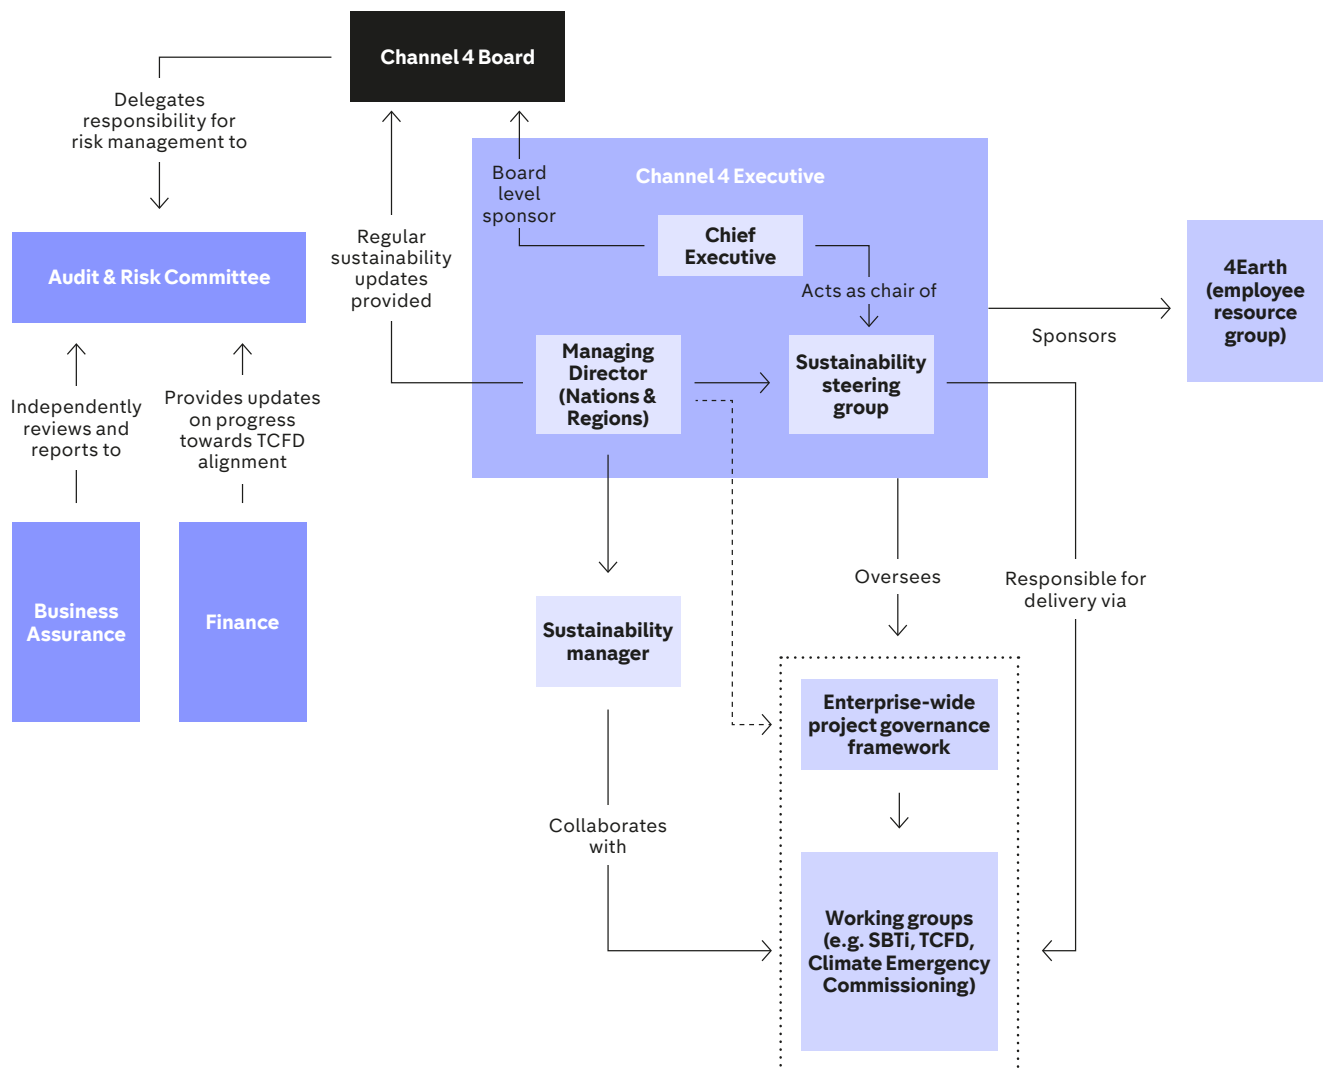 Channel 4 Board
Delegates
responsibility for
risk management to
Board
level
sponsor
Channel 4 Executive
Chief
Executive
Regular
sustainability
updates
provided
Audit & Risk Committee
Acts as chair of
4Earth
(employee
resource
group)
Sponsors
Managing
Director
(Nations &
Regions)
Sustainability
steering
group
Independently
reviews and
reports to
Provides updates
on progress
towards TCFD
alignment
Business
Assurance
Finance
Sustainability
manager
Oversees
Responsible for
delivery via
Enterprise-wide
project governance
framework
Collaborates
with
Working groups
(e.g. SBTi, TCFD,
Climate Emergency
Commissioning)